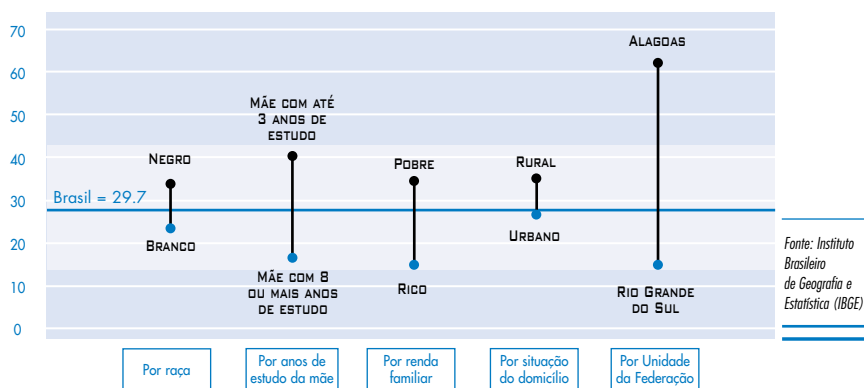 70
60
50
40
30
20
10
0
Brasil = 29.7
NEGRO
BRANCO
MÃE COM ATÉ
3 ANOS DE
ESTUDO
MÃE COM 8
OU MAIS ANOS
DE ESTUDO
POBRE
RICO
RURAL
URBANO
ALAGOAS
RIO GRANDE
DO SUL
Por raça
Por anos de
estudo da mãe
Por renda
familiar
Por situação
do domicílio
Por Unidade
da Federação
Fonte: Instituto
Brasileiro
de Geografia e
Estatística (IBGE)